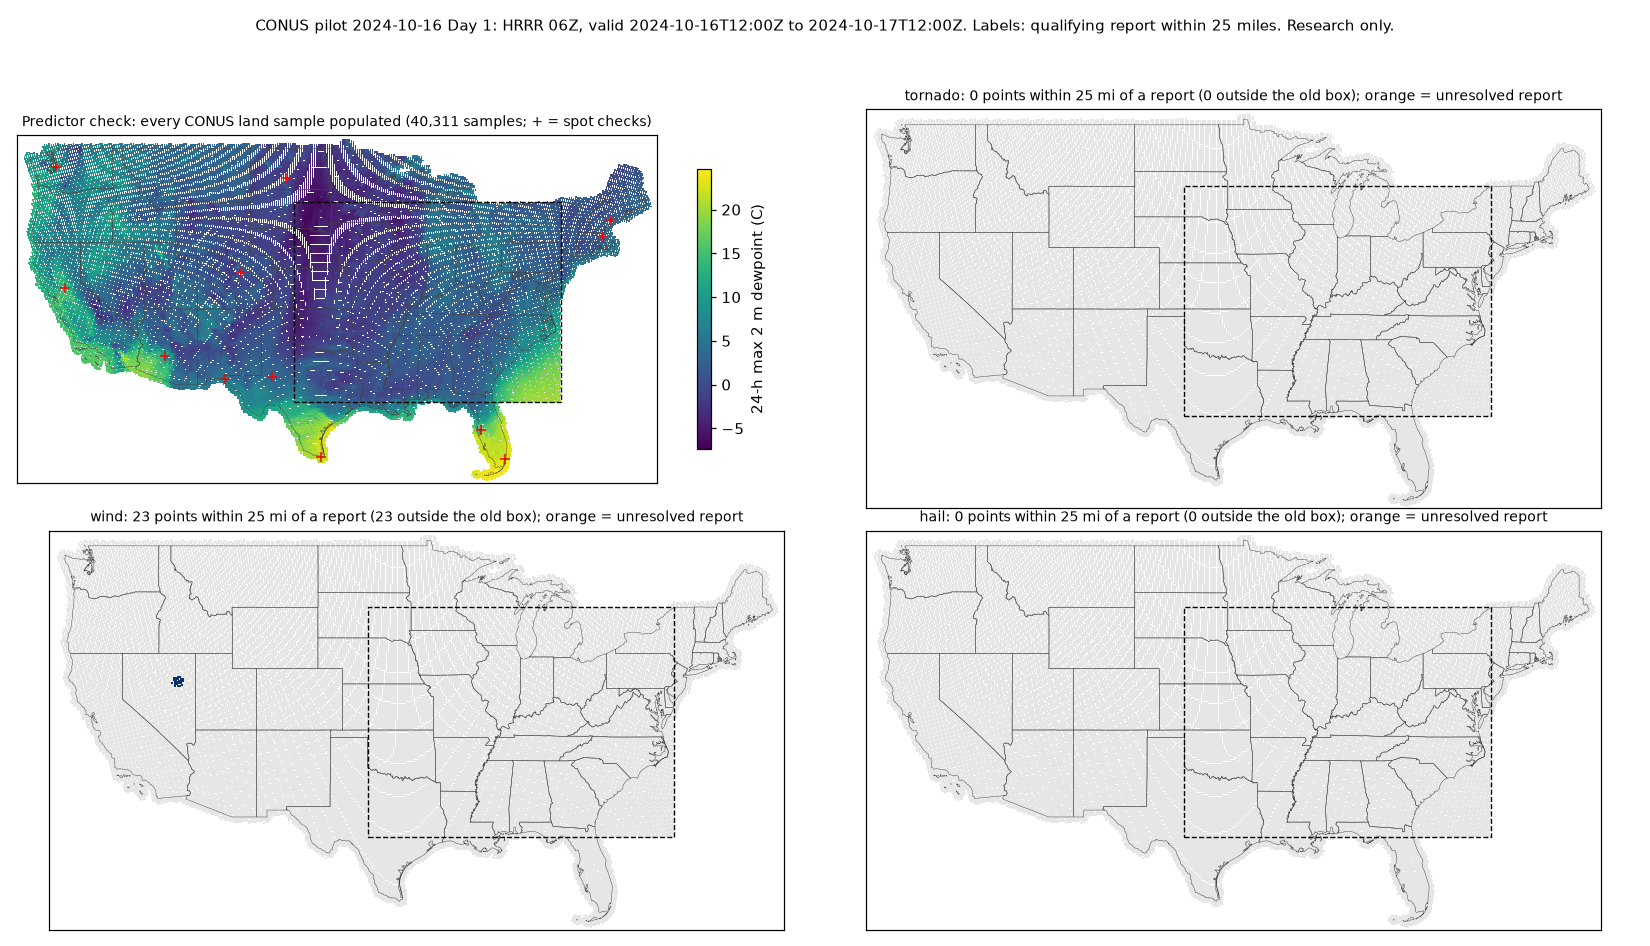 CONUS pilot 2024-10-16 Day 1: HRRR 06Z, valid 2024-10-16T12:00Z to 2024-10-17T12:00Z. Labels: qualifying report within 25 miles. Research only.
Predictor check: every CONUS land sample populated (40,311 samples; + = spot checks)
20
15
10
5
0
−5
24-h max 2 m dewpoint (C)
tornado: 0 points within 25 mi of a report (0 outside the old box); orange = unresolved report
wind: 23 points within 25 mi of a report (23 outside the old box); orange = unresolved report
hail: 0 points within 25 mi of a report (0 outside the old box); orange = unresolved report